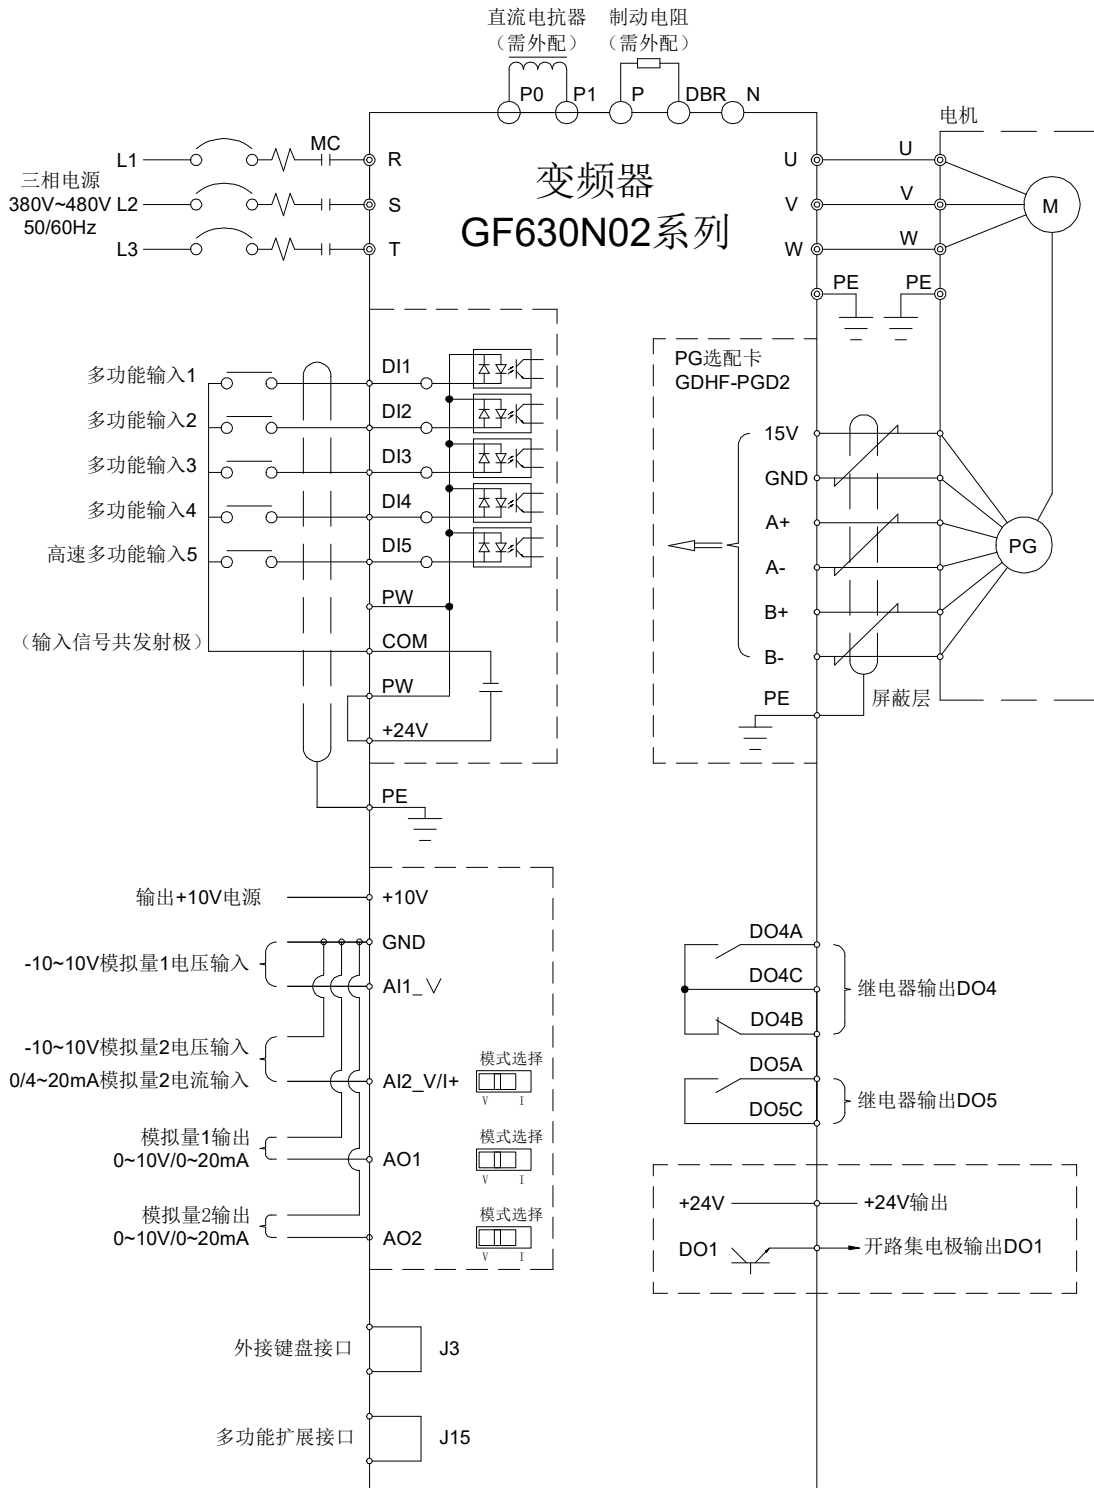 直流电抗器
（需外配）
制动电阻
（需外配）
P0
P1
P
DBR
N
电机
L1
MC
R
三相电源
380V~480V
50/60Hz
L2
S
L3
T
变频器
GF630N02系列
U
U
V
V
W
W
M
PE
PE
多功能输入1
DI1
多功能输入2
DI2
多功能输入3
DI3
多功能输入4
DI4
高速多功能输入5
DI5
PW
（输入信号共发射极）
COM
PW
+24V
PE
PG选配卡
GDHF-PGD2
15V
GND
A+
A-
B+
B-
PG
PE
屏蔽层
输出+10V电源
+10V
GND
-10~10V模拟量1电压输入
AI1_V
-10~10V模拟量2电压输入
0/4~20mA模拟量2电流输入
AI2_V/I+
模式选择
V I
模拟量1输出
0~10V/0~20mA
AO1
模式选择
V I
模拟量2输出
0~10V/0~20mA
AO2
模式选择
V I
DO4A
DO4C
DO4B
继电器输出DO4
DO5A
DO5C
继电器输出DO5
+24V
+24V输出
DO1
开路集电极输出DO1
外接键盘接口
J3
多功能扩展接口
J15